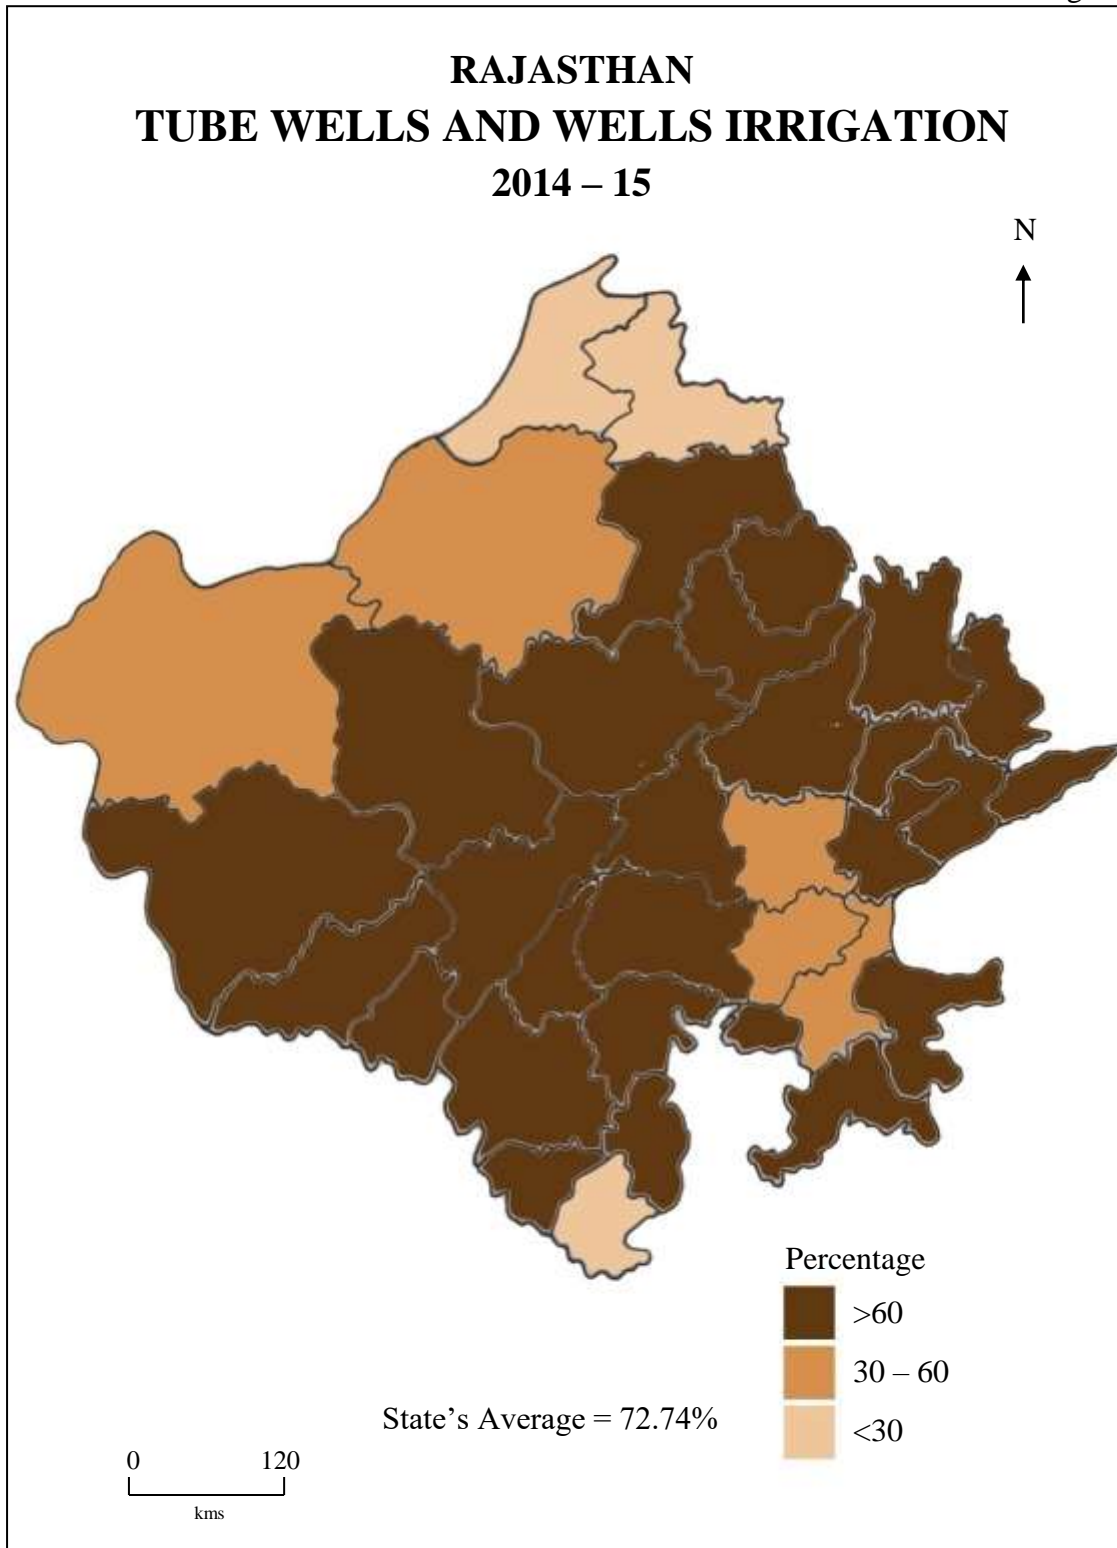 RAJASTHAN
TUBE WELLS AND WELLS IRRIGATION
2014 – 15
N
Percentage
>60
30 – 60
<30
State’s Average = 72.74%
0 120
kms